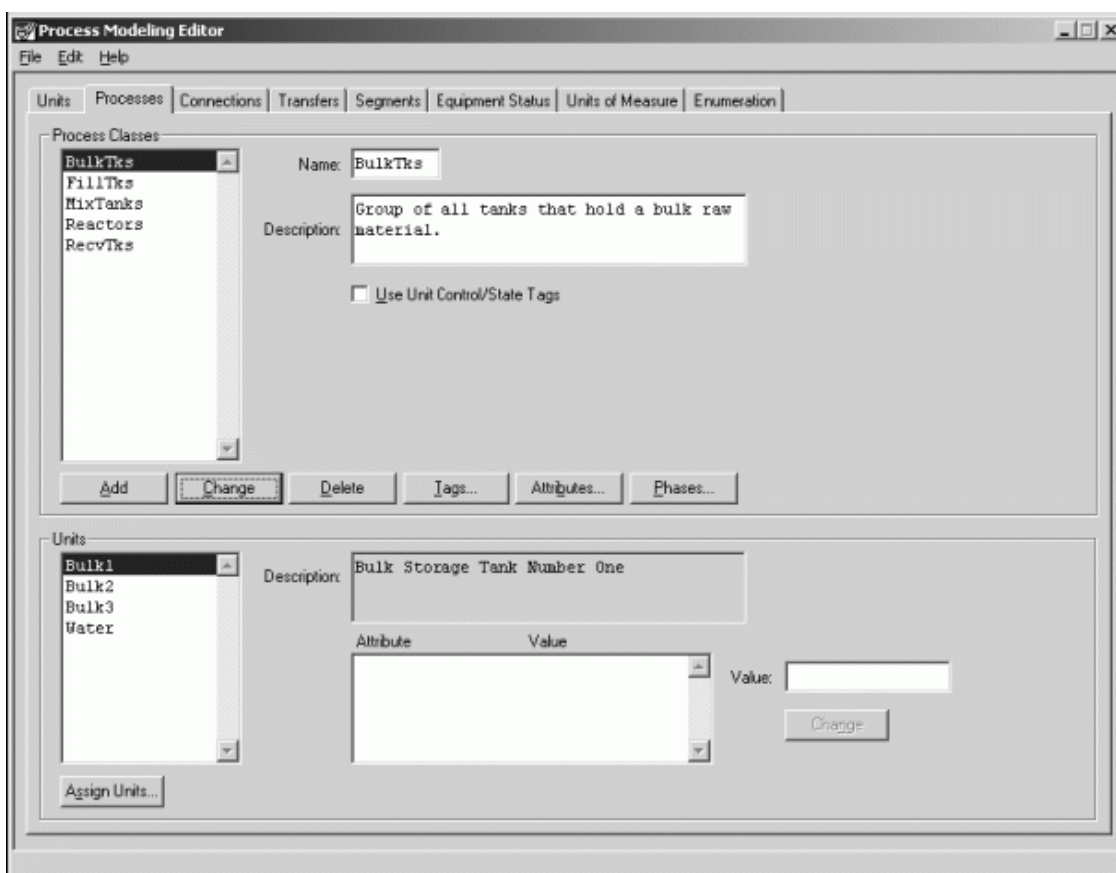 Process Modeling Editor
File Edit Help
Units Processes Connections Transfers Segments Equipment Status Units of Measure Enumeration
Process Classes
BulkTks
FillTks
MixTanks
Reactors
RecvTks
Name: BulkTks
Description: Group of all tanks that hold a bulk raw
material.
Use Unit Control/State Tags
Add Change Delete Tags... Attributes... Phases...
Units
Bulk1
Bulk2
Bulk3
Water
Description: Bulk Storage Tank Number One
Attribute Value
Value:
Change
Assign Units...